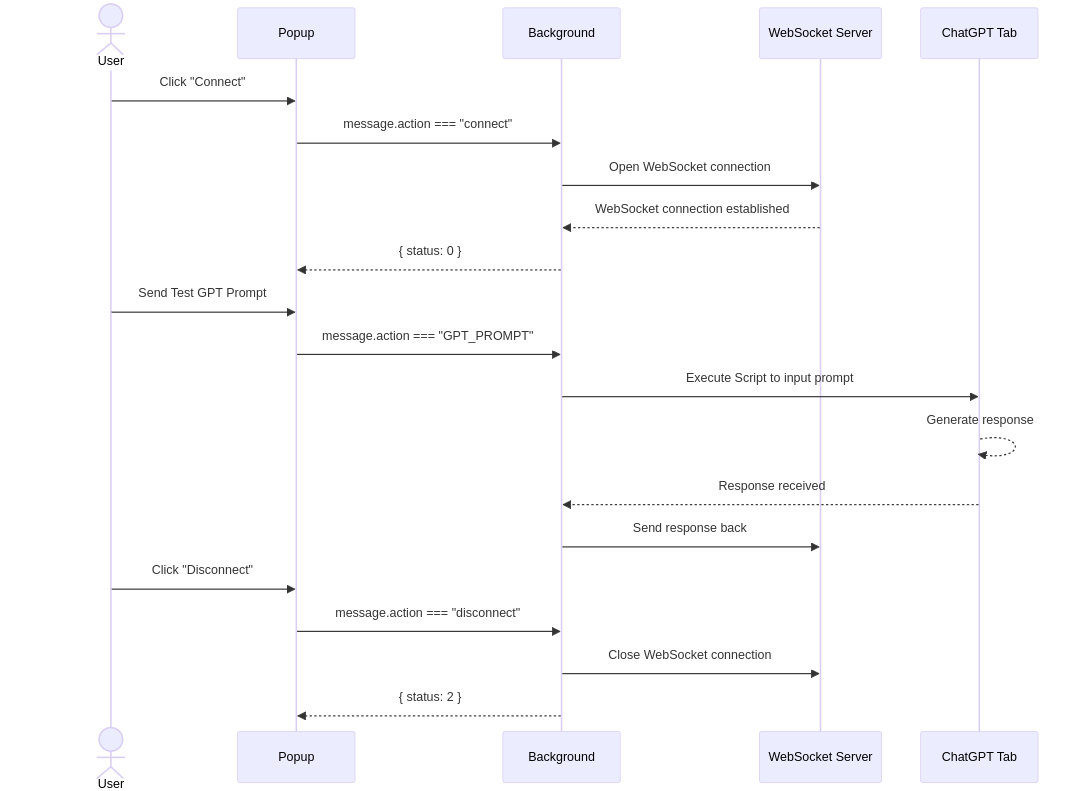 User
Popup
Background
WebSocket Server
ChatGPT Tab
Click "Connect"
message.action === "connect"
Open WebSocket connection
WebSocket connection established
{ status: 0 }
Send Test GPT Prompt
message.action === "GPT_PROMPT"
Execute Script to input prompt
Generate response
Response received
Send response back
Click "Disconnect"
message.action === "disconnect"
Close WebSocket connection
{ status: 2 }
User
Popup
Background
WebSocket Server
ChatGPT Tab